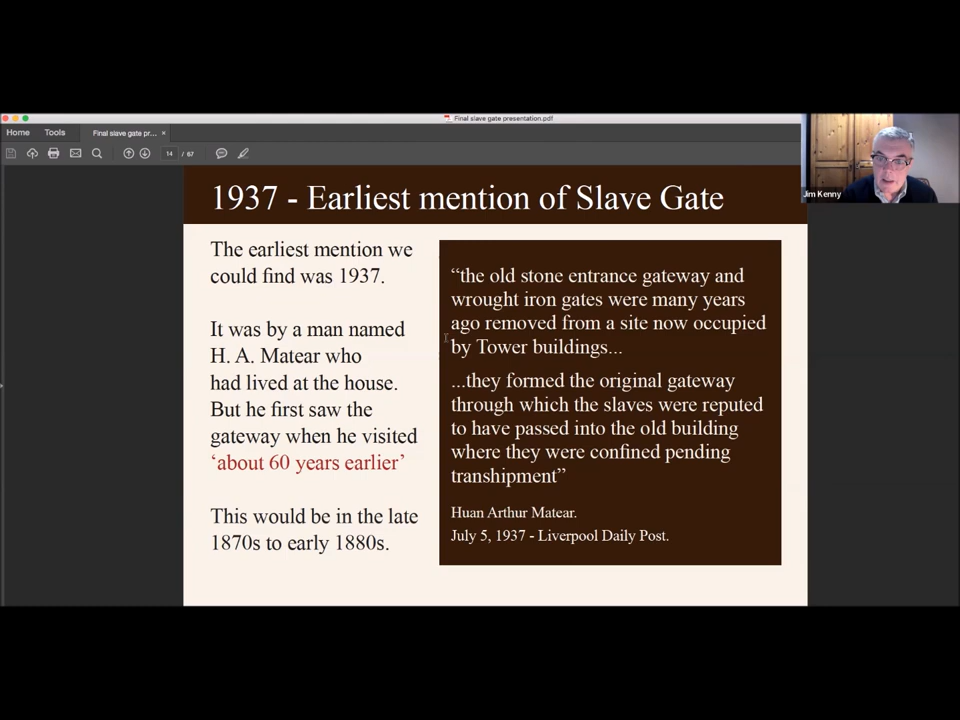 Final slave gate presentation.pdf
Home Tools Final slave gate pr... ×
14 / 67
Jim Kenny
1937 - Earliest mention of Slave Gate
The earliest mention we
could find was 1937.
It was by a man named
H. A. Matear who
had lived at the house.
But he first saw the
gateway when he visited
‘about 60 years earlier’
This would be in the late
1870s to early 1880s.
“the old stone entrance gateway and
wrought iron gates were many years
ago removed from a site now occupied
by Tower buildings...
...they formed the original gateway
through which the slaves were reputed
to have passed into the old building
where they were confined pending
transhipment”
Huan Arthur Matear.
July 5, 1937 - Liverpool Daily Post.